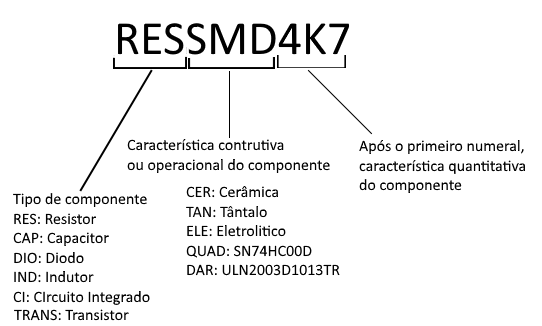 RESSMD4K7
Característica contrutiva
ou operacional do componente
Após o primeiro numeral,
característica quantitativa
do componente
Tipo de componente
RES: Resistor
CAP: Capacitor
DIO: Diodo
IND: Indutor
CI: CIrcuito Integrado
TRANS: Transistor
CER: Cerâmica
TAN: Tântalo
ELE: Eletrolitico
QUAD: SN74HC00D
DAR: ULN2003D1013TR